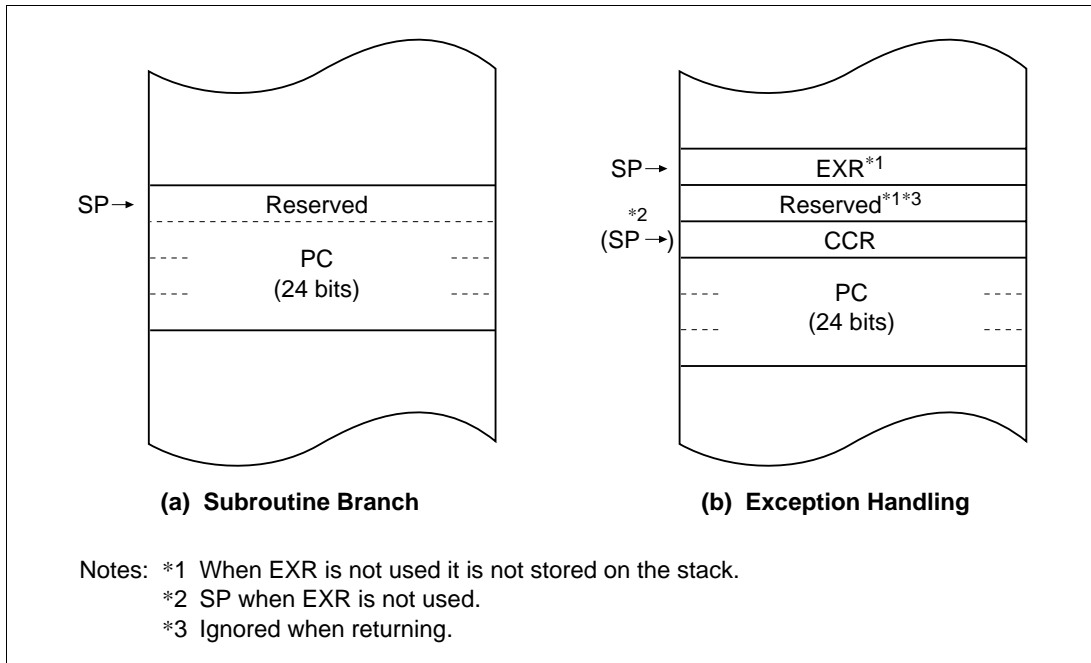 SP→ Reserved
PC
(24 bits)
(a) Subroutine Branch
SP→ EXR*1
Reserved*1*3
*2
(SP→) CCR
PC
(24 bits)
(b) Exception Handling
Notes: *1 When EXR is not used it is not stored on the stack.
*2 SP when EXR is not used.
*3 Ignored when returning.